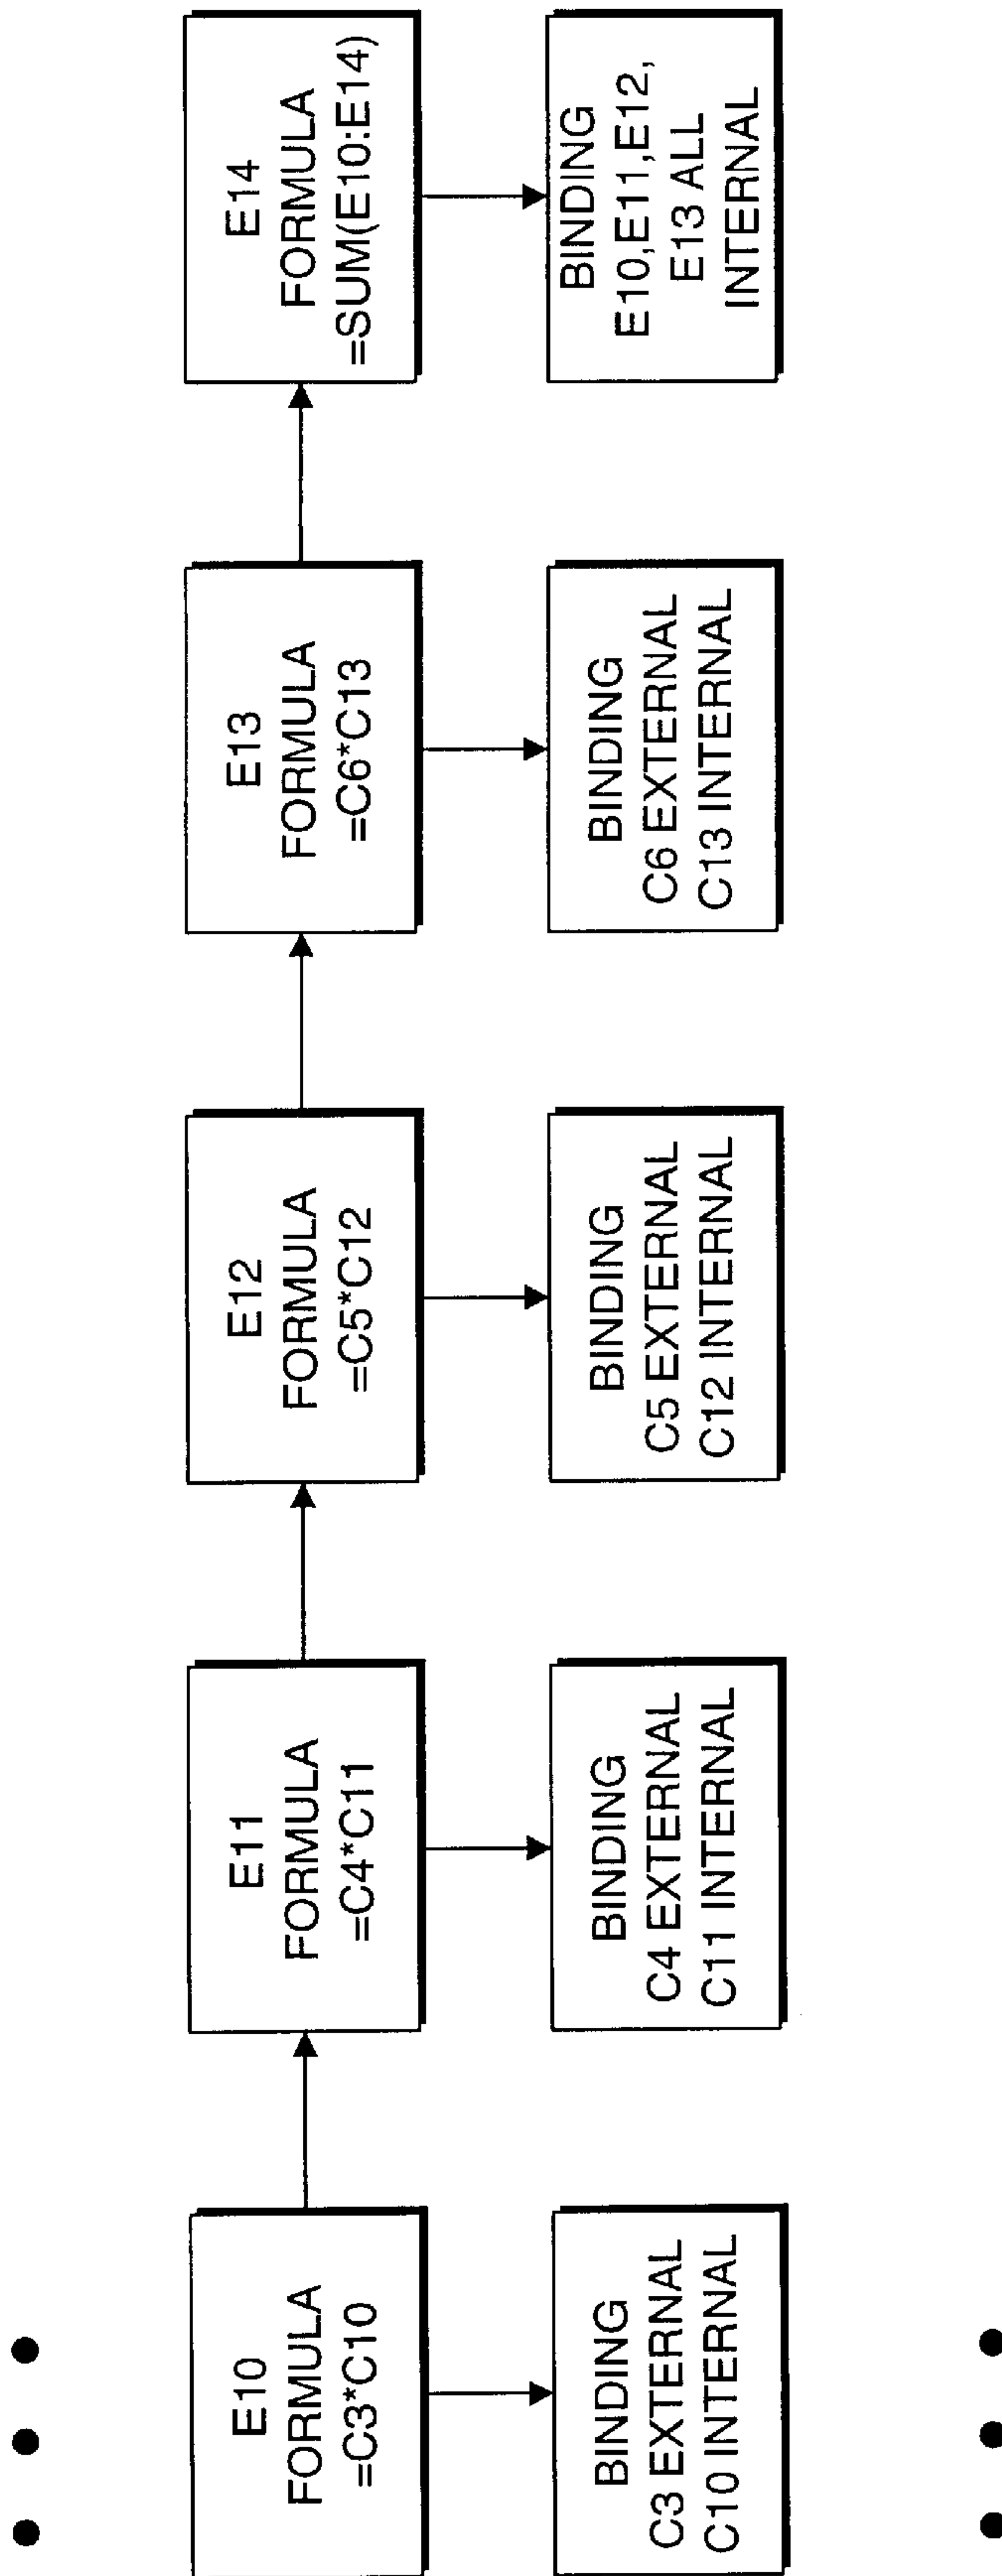 E10
FORMULA
=C3*C10
BINDING
C3 EXTERNAL
C10 INTERNAL
E11
FORMULA
=C4*C11
BINDING
C4 EXTERNAL
C11 INTERNAL
E12
FORMULA
=C5*C12
BINDING
C5 EXTERNAL
C12 INTERNAL
E13
FORMULA
=C6*C13
BINDING
C6 EXTERNAL
C13 INTERNAL
E14
FORMULA
=SUM(E10:E14)
BINDING
E10,E11,E12,
E13 ALL
INTERNAL